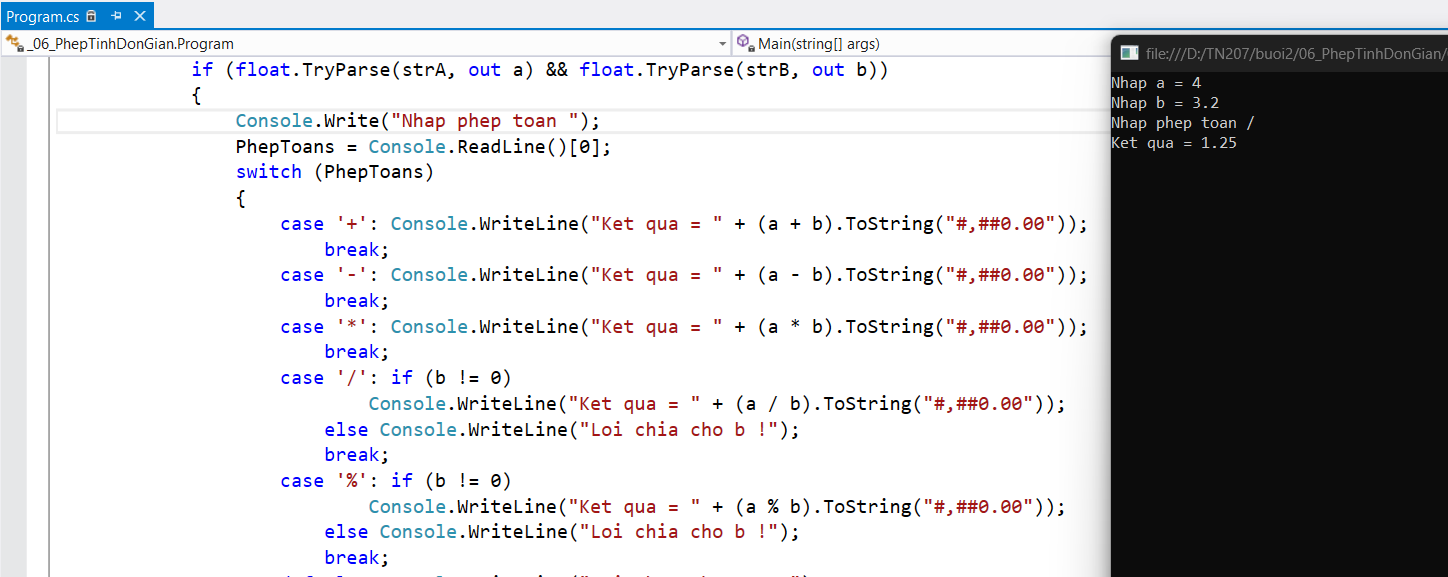 Program.cs
_06_PhepTinhDonGian.Program
Main(string[] args)
if (float.TryParse(strA, out a) && float.TryParse(strB, out b))
{
Console.Write("Nhap phep toan ");
PhepToans = Console.ReadLine()[0];
switch (PhepToans)
{
case '+': Console.WriteLine("Ket qua = " + (a + b).ToString("#,##0.00"));
break;
case '-': Console.WriteLine("Ket qua = " + (a - b).ToString("#,##0.00"));
break;
case '*': Console.WriteLine("Ket qua = " + (a * b).ToString("#,##0.00"));
break;
case '/': if (b != 0)
Console.WriteLine("Ket qua = " + (a / b).ToString("#,##0.00"));
else Console.WriteLine("Loi chia cho b !");
break;
case '%': if (b != 0)
Console.WriteLine("Ket qua = " + (a % b).ToString("#,##0.00"));
else Console.WriteLine("Loi chia cho b !");
break;
file:///D:/TN207/buoi2/06_PhepTinhDonGian/
Nhap a = 4
Nhap b = 3.2
Nhap phep toan /
Ket qua = 1.25